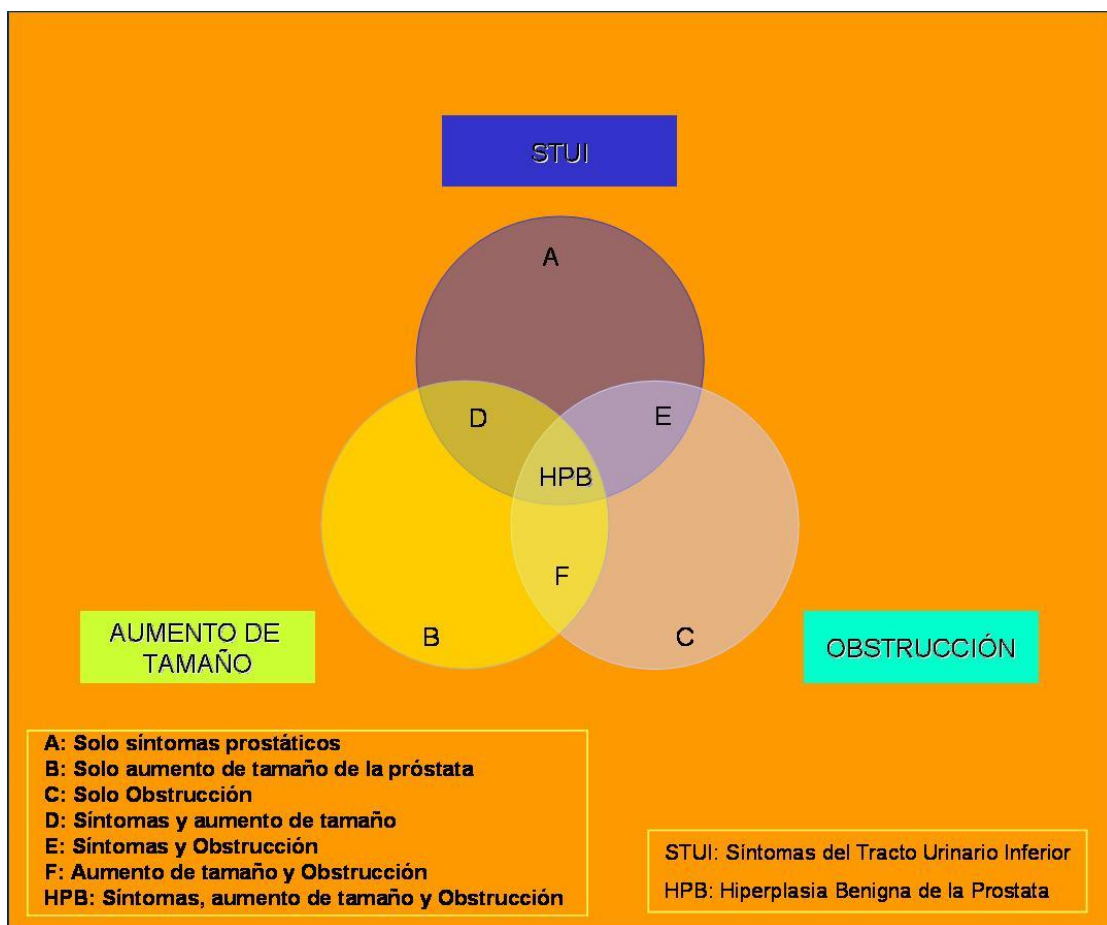 STUI
A
D
E
HPB
F
B
C
AUMENTO DE
TAMAÑO
OBSTRUCCIÓN
A: Solo síntomas prostáticos
B: Solo aumento de tamaño de la próstata
C: Solo Obstrucción
D: Síntomas y aumento de tamaño
E: Síntomas y Obstrucción
F: Aumento de tamaño y Obstrucción
HPB: Síntomas, aumento de tamaño y Obstrucción
STUI: Síntomas del Tracto Urinario Inferior
HPB: Hiperplasia Benigna de la Prostata